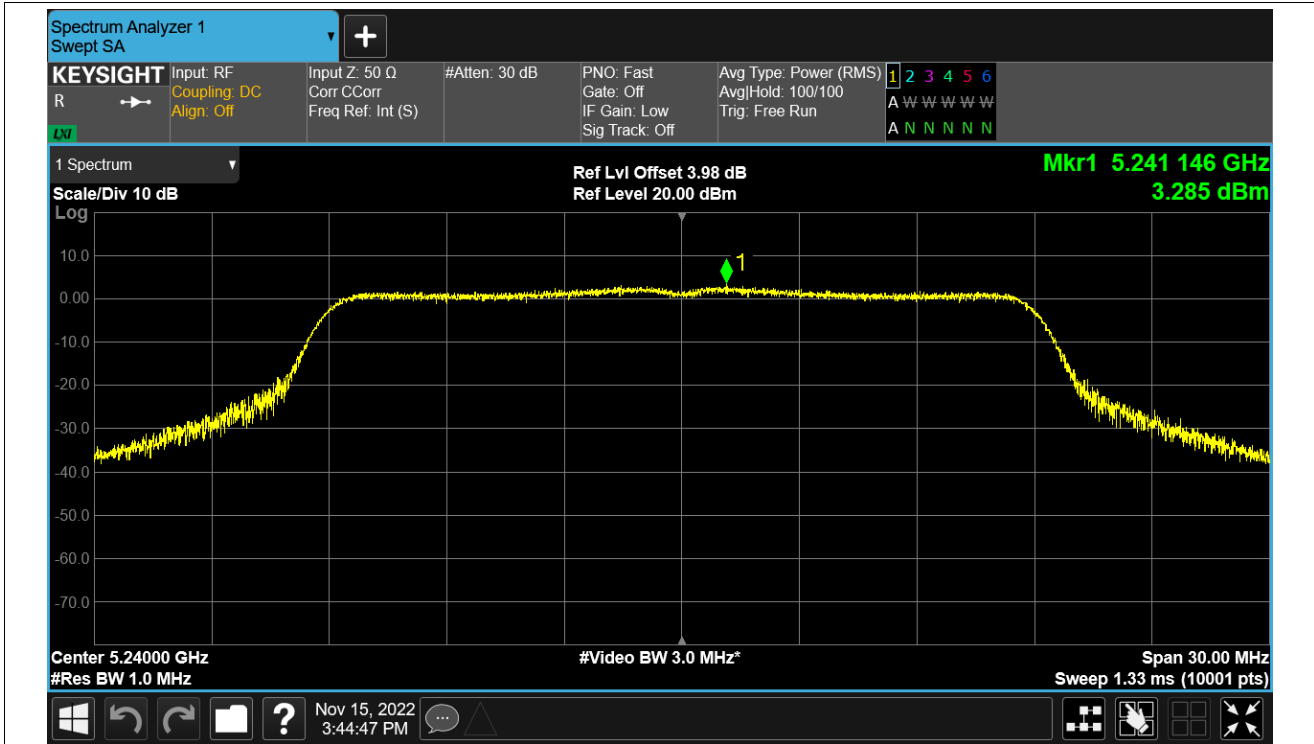 Spectrum Analyzer 1
Swept SA
KEYSIGHT
R
LXI
Input: RF
Coupling: DC
Align: Off
Input Z: 50 Ω
Corr CCorr
Freq Ref: Int (S)
#Atten: 30 dB
PNO: Fast
Gate: Off
IF Gain: Low
Sig Track: Off
Avg Type: Power (RMS)
Avg|Hold: 100/100
Trig: Free Run
1 2 3 4 5 6
A W W W W W
A N N N N N
1 Spectrum
Scale/Div 10 dB
Ref Lvl Offset 3.98 dB
Ref Level 20.00 dBm
Mkr1 5.241 146 GHz
3.285 dBm
Log
10.0
0.00
-10.0
-20.0
-30.0
-40.0
-50.0
-60.0
-70.0
1
Center 5.24000 GHz
#Res BW 1.0 MHz
#Video BW 3.0 MHz*
Span 30.00 MHz
Sweep 1.33 ms (10001 pts)
?
Nov 15, 2022
3:44:47 PM